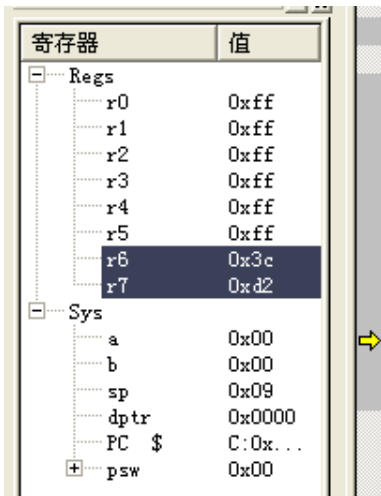 寄存器 值
Regs
r0 0xff
r1 0xff
r2 0xff
r3 0xff
r4 0xff
r5 0xff
r6 0x3c
r7 0xd2
Sys
a 0x00
b 0x00
sp 0x09
dptr 0x0000
PC $ C:0x...
psw 0x00